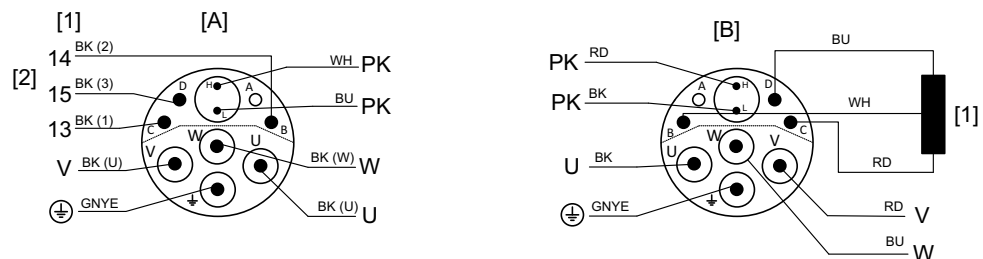 [1] [A]
14 BK (2)
WH PK
[2]
15 BK (3)
D H A
BU PK
L
13 BK (1)
C B
W
V U
V BK (U)
BK (W) W
GNYE
BK (U) U
[B]
BU
PK RD
A H D
PK BK
L
WH
[1]
B C
W
U V
U BK
RD
GNYE
RD V
BU W